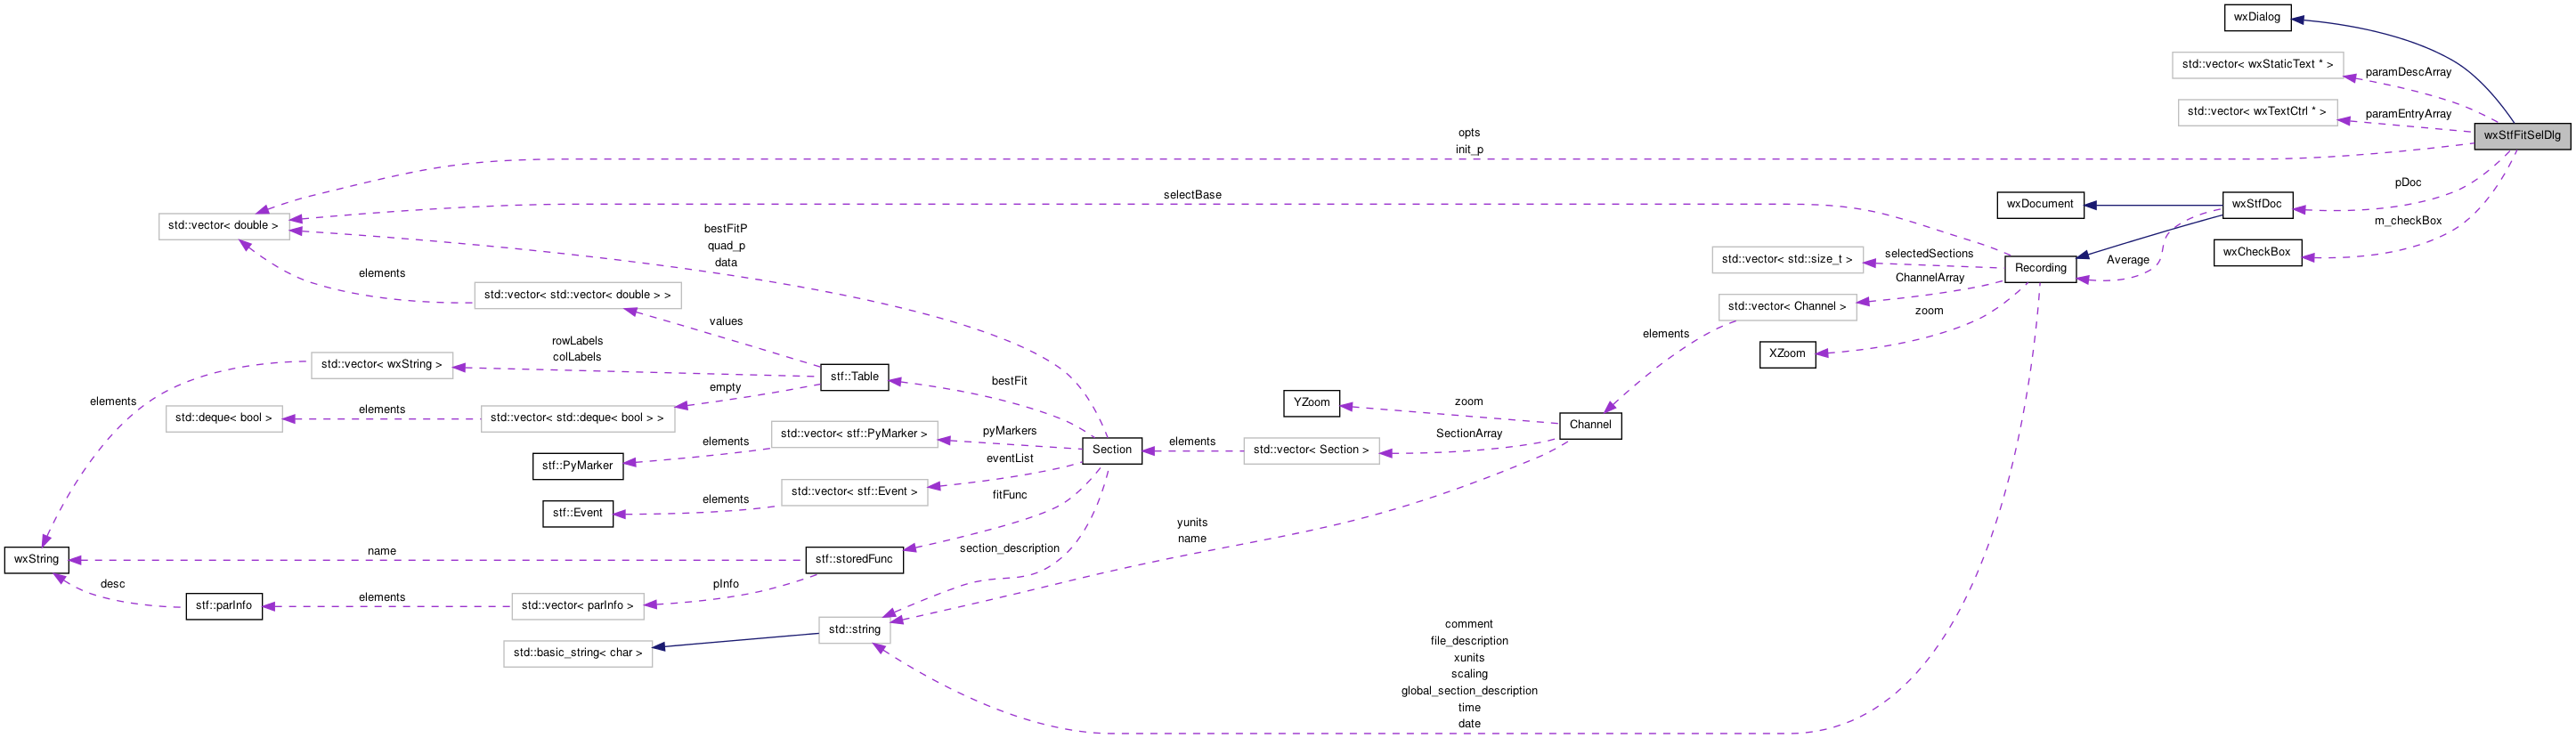 wxDialog
std::vector< wxStaticText * >
paramDescArray
std::vector< wxTextCtrl * >
paramEntryArray
wxStfFitSelDlg
opts
init_p
pDoc
selectBase
wxDocument
wxStfDoc
m_checkBox
std::vector< double >
bestFitP
quad_p
data
wxCheckBox
std::vector< std::size_t >
selectedSections
Recording
Average
elements
ChannelArray
std::vector< std::vector< double > >
std::vector< Channel >
zoom
values
elements
rowLabels
colLabels
XZoom
std::vector< wxString >
stf::Table
bestFit
empty
elements
YZoom
zoom
std::deque< bool >
elements
std::vector< std::deque< bool > >
Channel
std::vector< stf::PyMarker >
pyMarkers
SectionArray
elements
Section
elements
std::vector< Section >
stf::PyMarker
eventList
std::vector< stf::Event >
fitFunc
elements
stf::Event
yunits
name
section_description
name
wxString
stf::storedFunc
desc
pInfo
stf::parInfo
elements
std::vector< parInfo >
std::string
std::basic_string< char >
comment
file_description
xunits
scaling
global_section_description
time
date